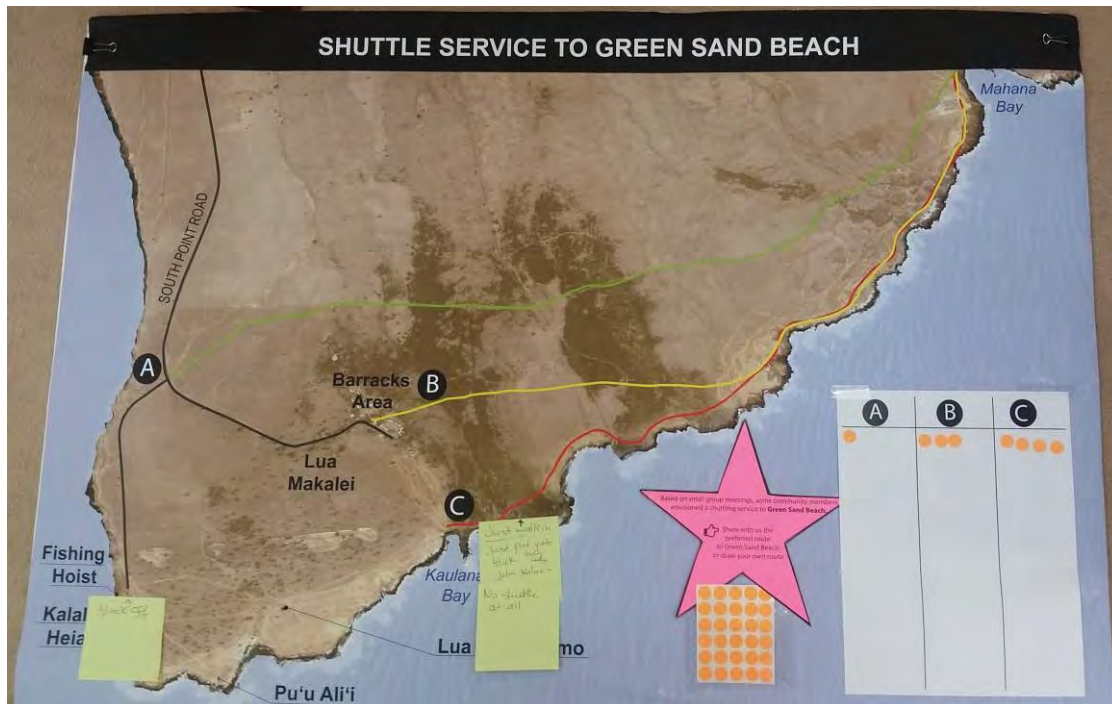 SHUTTLE SERVICE TO GREEN SAND BEACH
Mahana
Bay
SOUTH POINT ROAD
A
Barracks
Area
B
Lua
Makalei
C
Fishing
Hoist
Kaulana
Bay
Lua
Pu‘u Ali‘i
No shuttle
at all
Based on small group meetings, some community members
envisioned a shuttling service to Green Sand Beach.
Share with us the
preferred route
to Green Sand Beach
or draw your own route
A B C